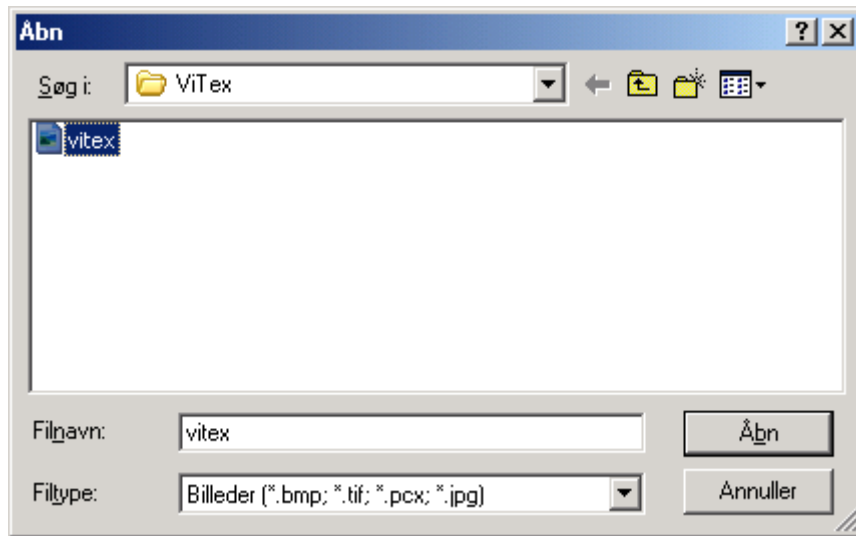 Åbn
Søg i: ViTex
vitex
Filnavn: vitex Åbn
Filtype: Billeder (*.bmp; *.tif; *.pcx; *.jpg) Annuller